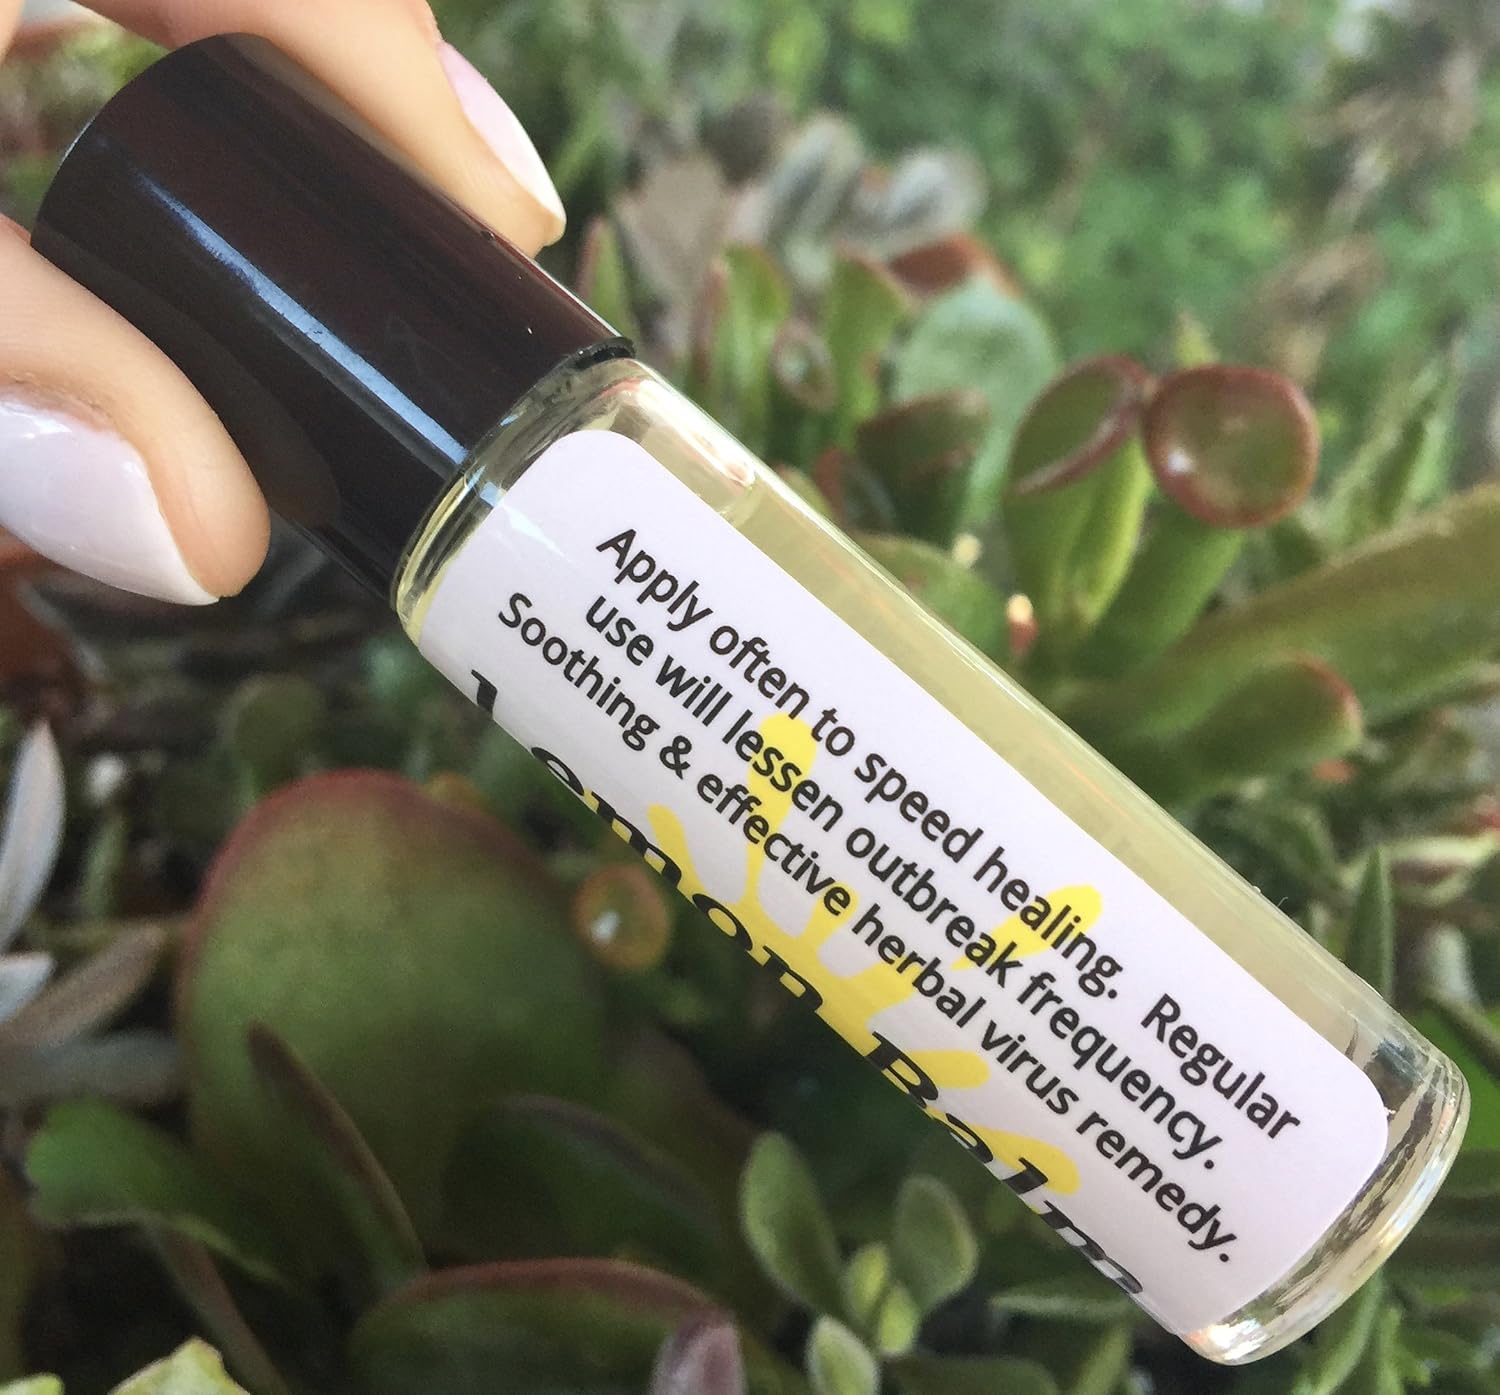 Apply often to speed healing.  Regular
use will lessen outbreak frequency.
Soothing & effective herbal virus remedy.
Lemon Balm